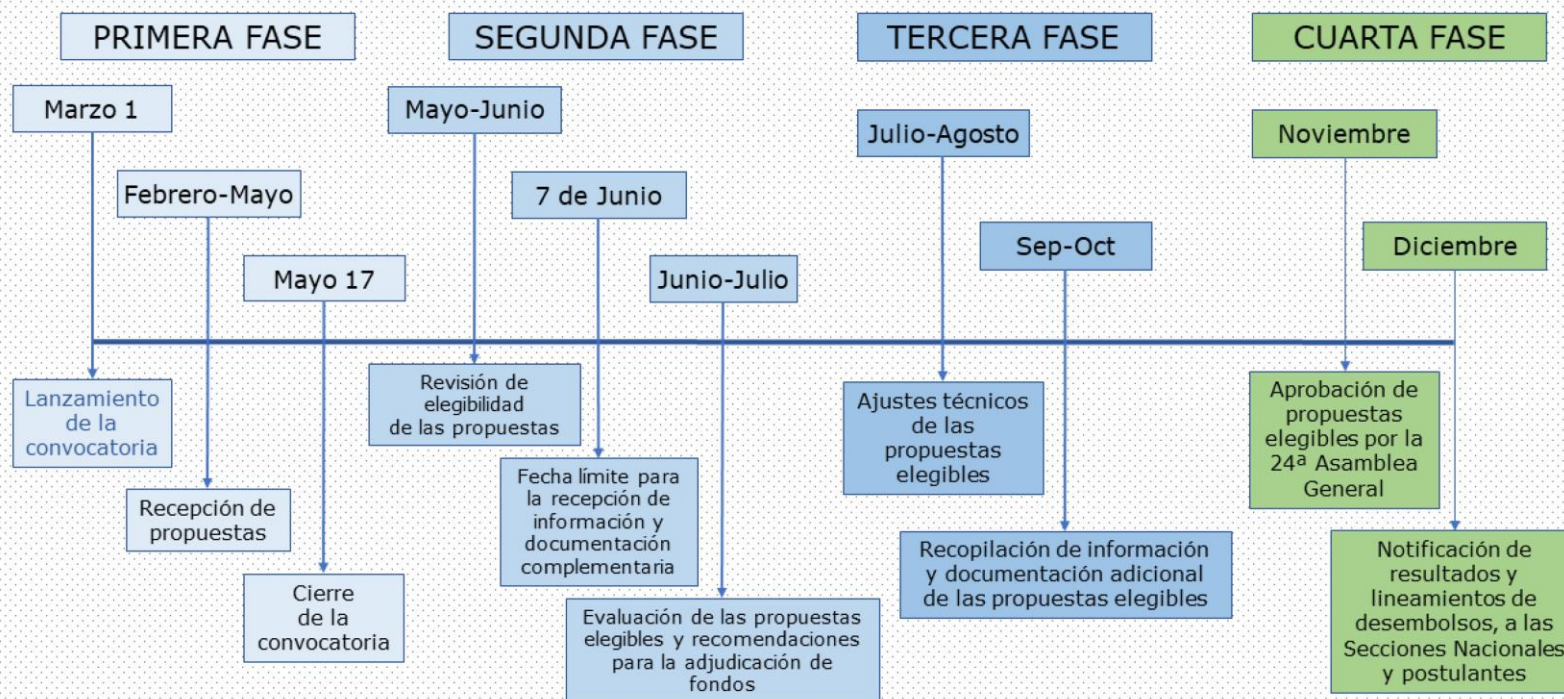 PRIMERA FASE
Marzo 1
Febrero-Mayo
Mayo 17
Lanzamiento
de la
convocatoria
Recepción de
propuestas
Cierre
de la
convocatoria
SEGUNDA FASE
Mayo-Junio
7 de Junio
Junio-Julio
Revisión de
elegibilidad
de las propuestas
Fecha límite para
la recepción de
información y
documentación
complementaria
Evaluación de las propuestas
elegibles y recomendaciones
para la adjudicación de
fondos
TERCERA FASE
Julio-Agosto
Sep-Oct
Ajustes técnicos
de las
propuestas
elegibles
Recopilación de información
y documentación adicional
de las propuestas elegibles
CUARTA FASE
Noviembre
Diciembre
Aprobación de
propuestas
elegibles por la
24ª Asamblea
General
Notificación de
resultados y
lineamientos de
desembolsos, a las
Secciones Nacionales
y postulantes